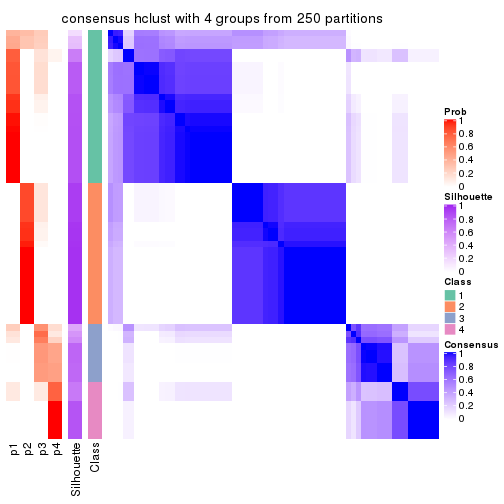 consensus hclust with 4 groups from 250 partitions
Prob
1
0.8
0.6
0.4
0.2
0
Silhouette
1
0.8
0.6
0.4
0.2
0
Class
1
2
3
4
Consensus
1
0.8
0.6
0.4
0.2
0
p1
p2
p3
p4
Silhouette
Class